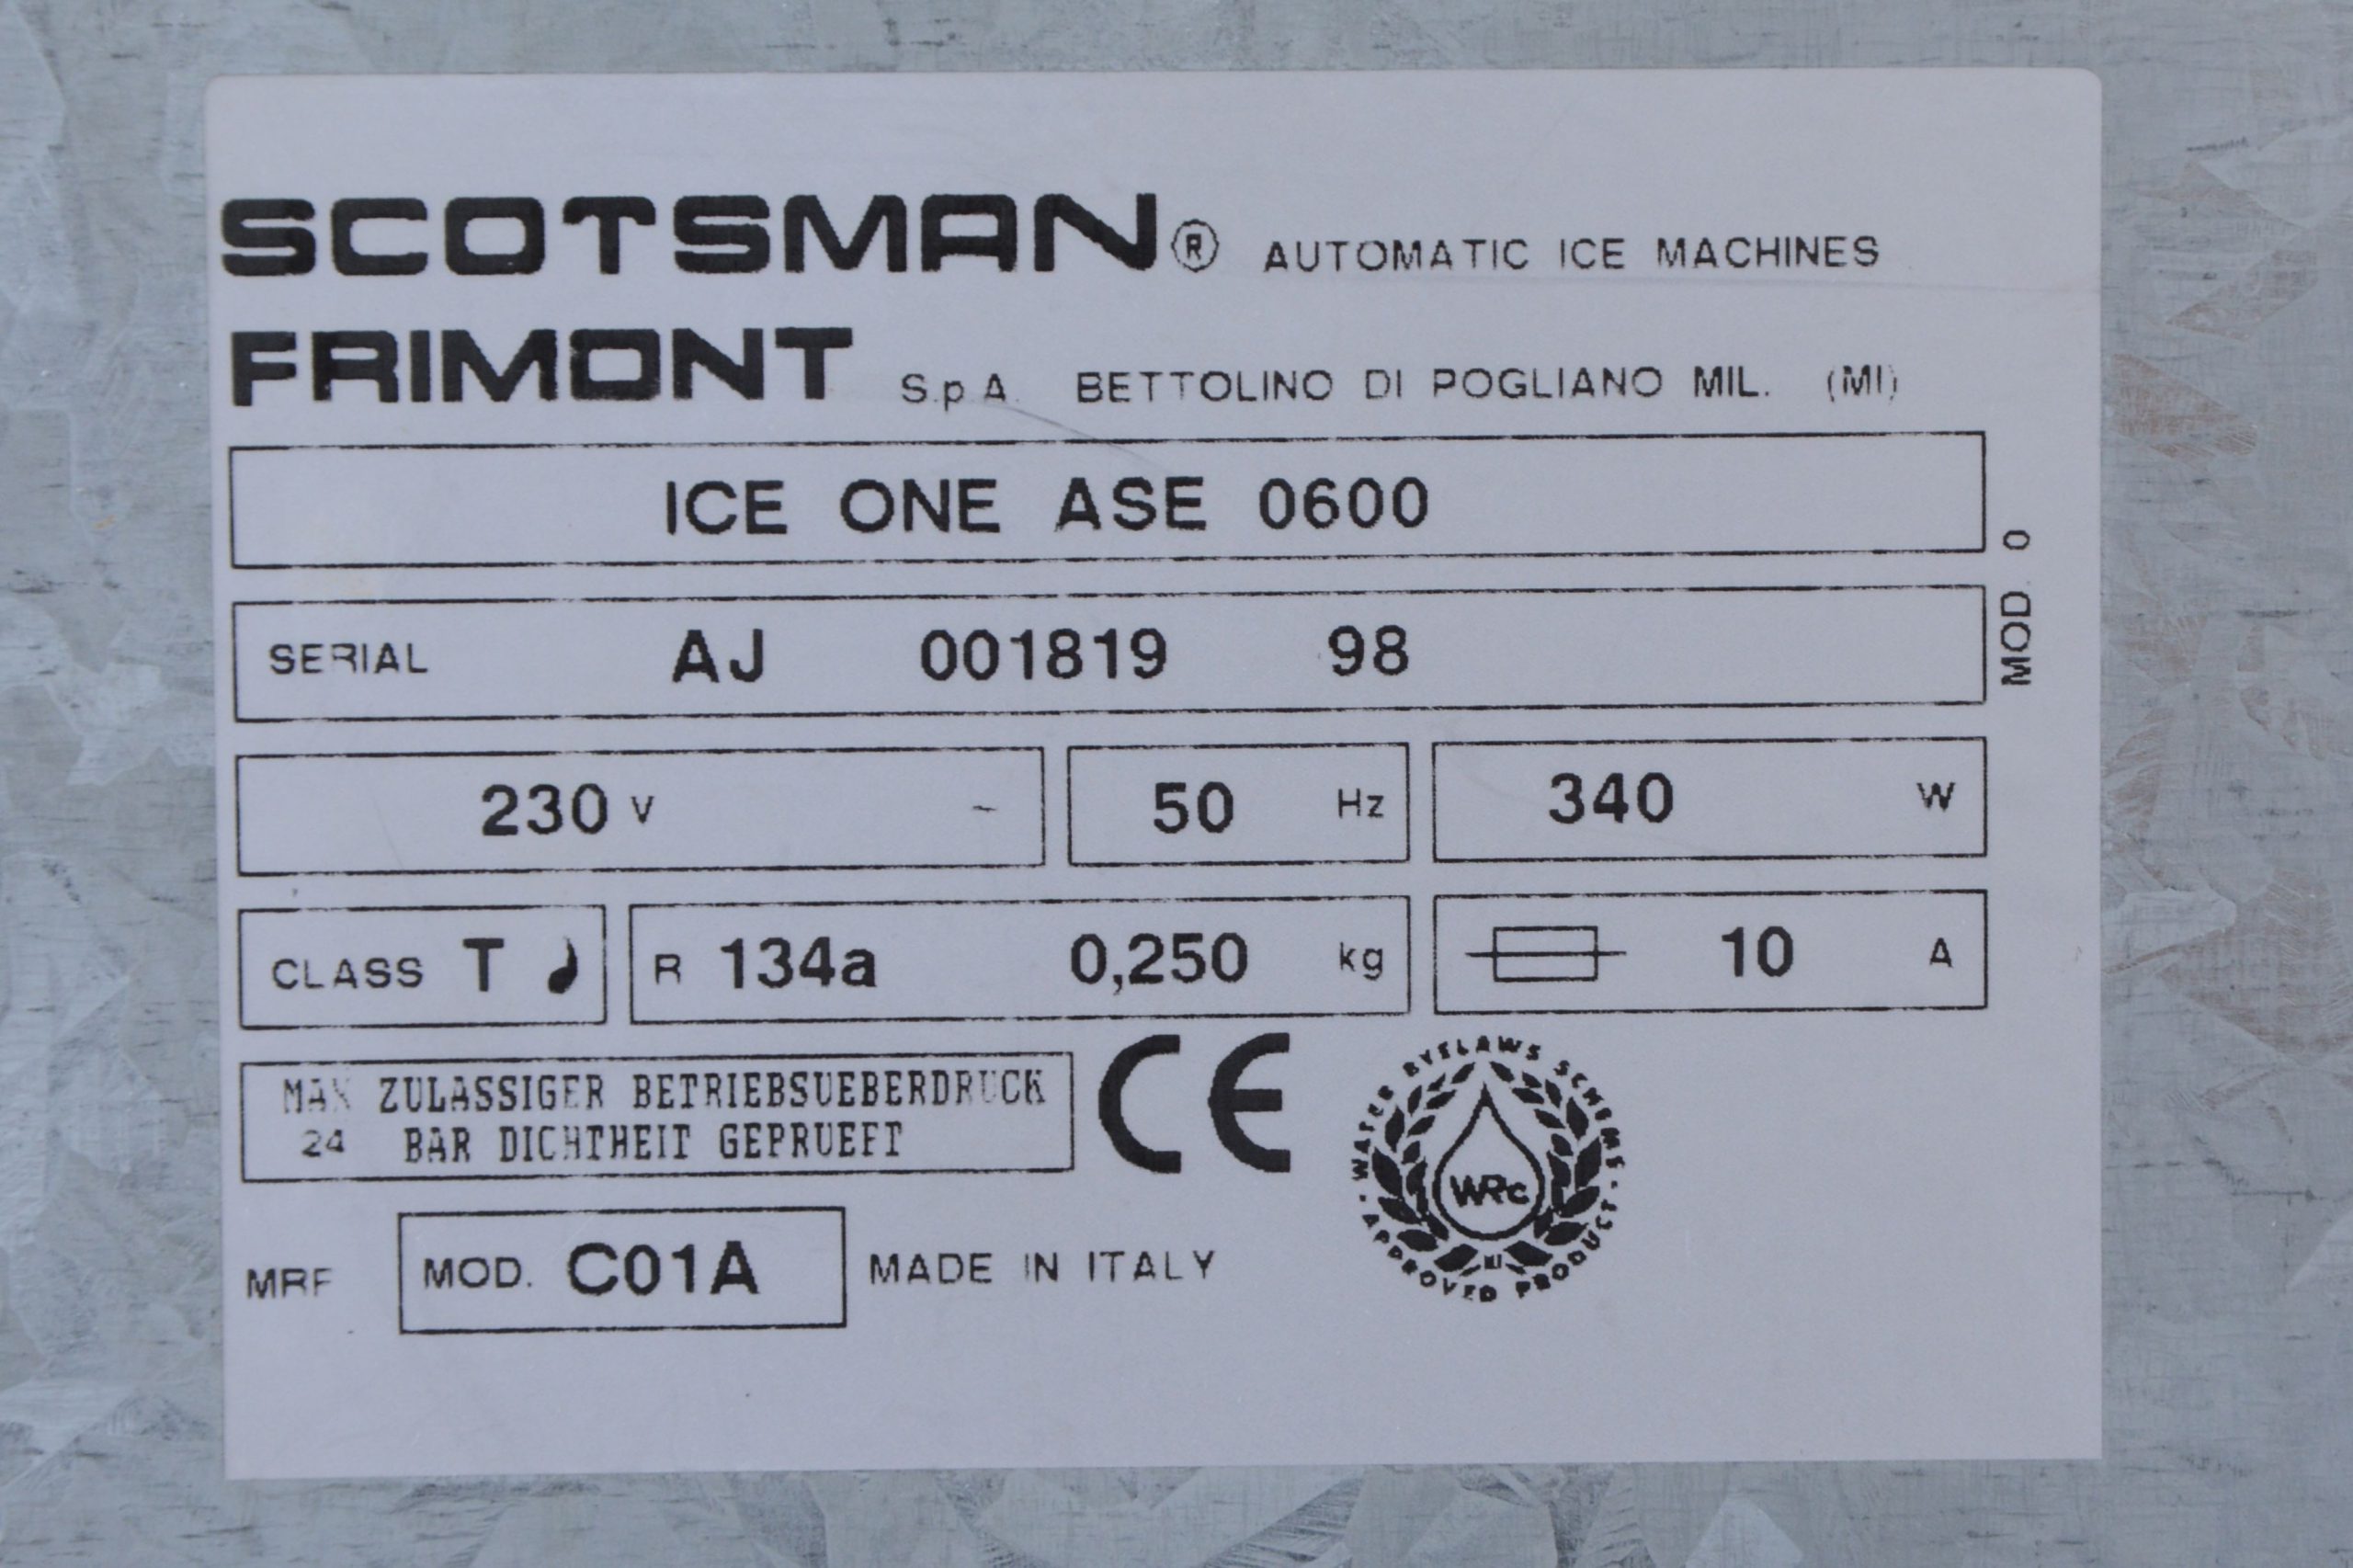 SCOTSMAN® AUTOMATIC ICE MACHINES
FRIMONT S.p.A. BETTOLINO DI POGLIANO MIL. (MI)
ICE ONE ASE 0600
SERIAL AJ 001819 98
MOD. 0
230 V ~ 50 Hz 340 W
CLASS T R 134a 0,250 kg 10 A
MAX ZULASSIGER BETRIEBSUEBERDRUCK
24 BAR DICHTHEIT GEPRUEFT
CE
WATER BYELAWS SCHEME · APPROVED PRODUCT ·
WRc
MOD. C01A MADE IN ITALY